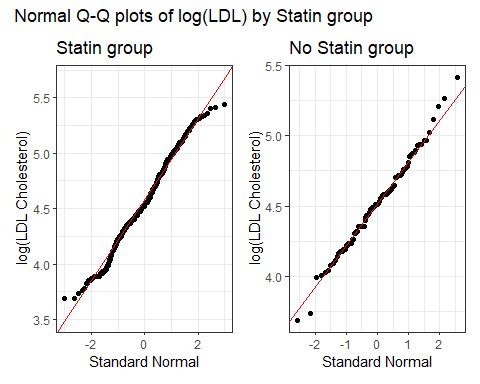 Normal Q-Q plots of log(LDL) by Statin group
Statin group
No Statin group
log(LDL Cholesterol)
5.5
5.0
4.5
4.0
3.5
-2
0
2
Standard Normal
log(LDL Cholesterol)
5.5
5.0
4.5
4.0
-2
-1
0
1
2
Standard Normal